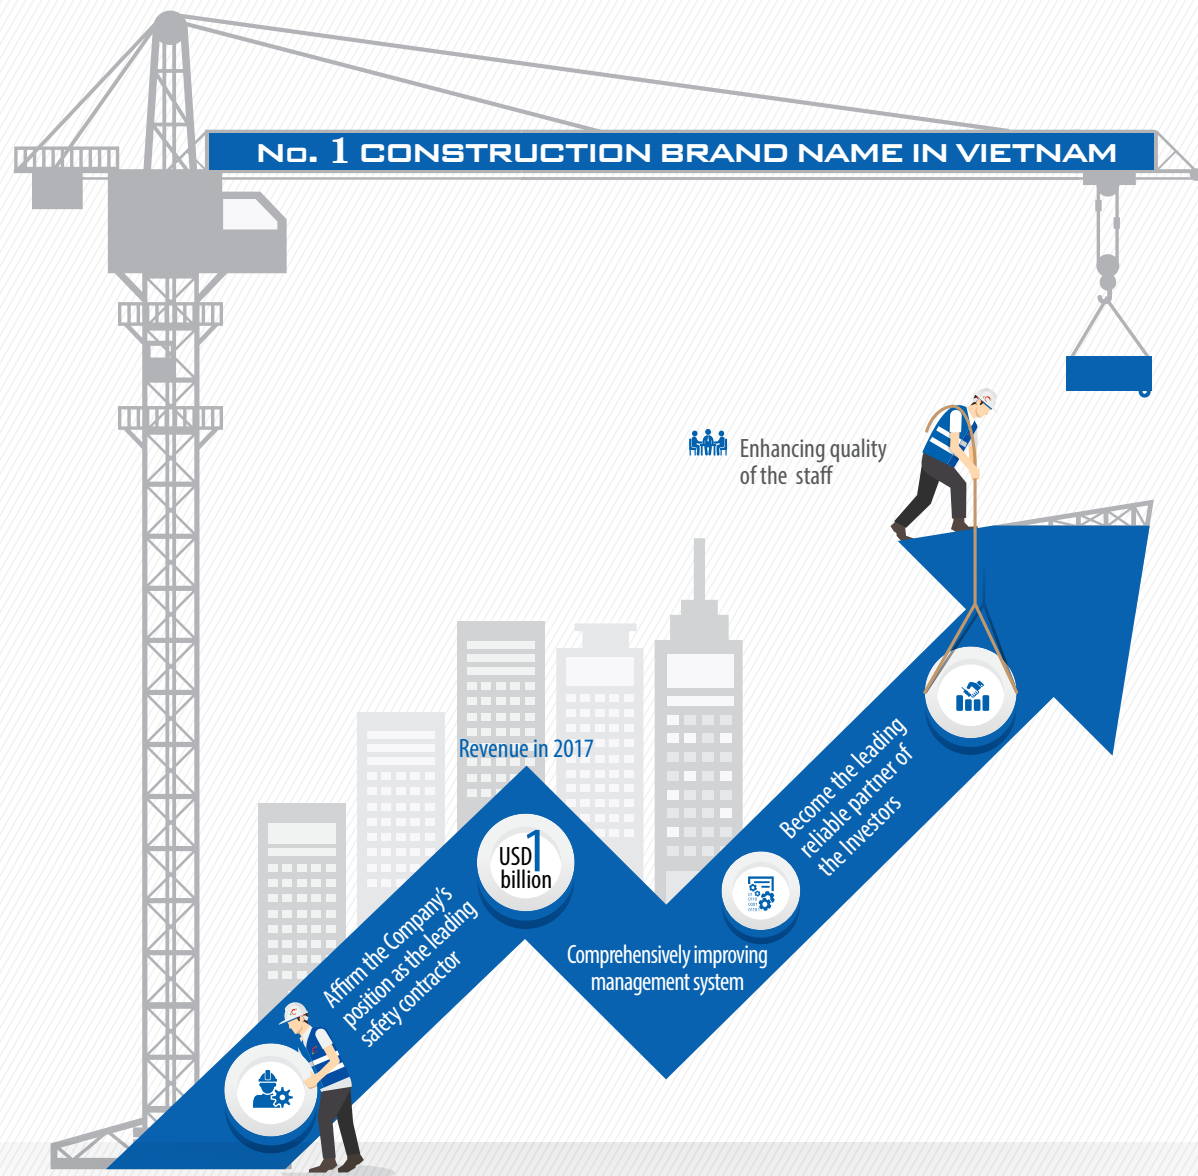 No. 1 CONSTRUCTION BRAND NAME IN VIETNAM
Enhancing quality
of the staff
Revenue in 2017
USD 1
billion
Become the leading
reliable partner of
the Investors
Affirm the Company's
position as the leading
safety contractor
Comprehensively improving
management system